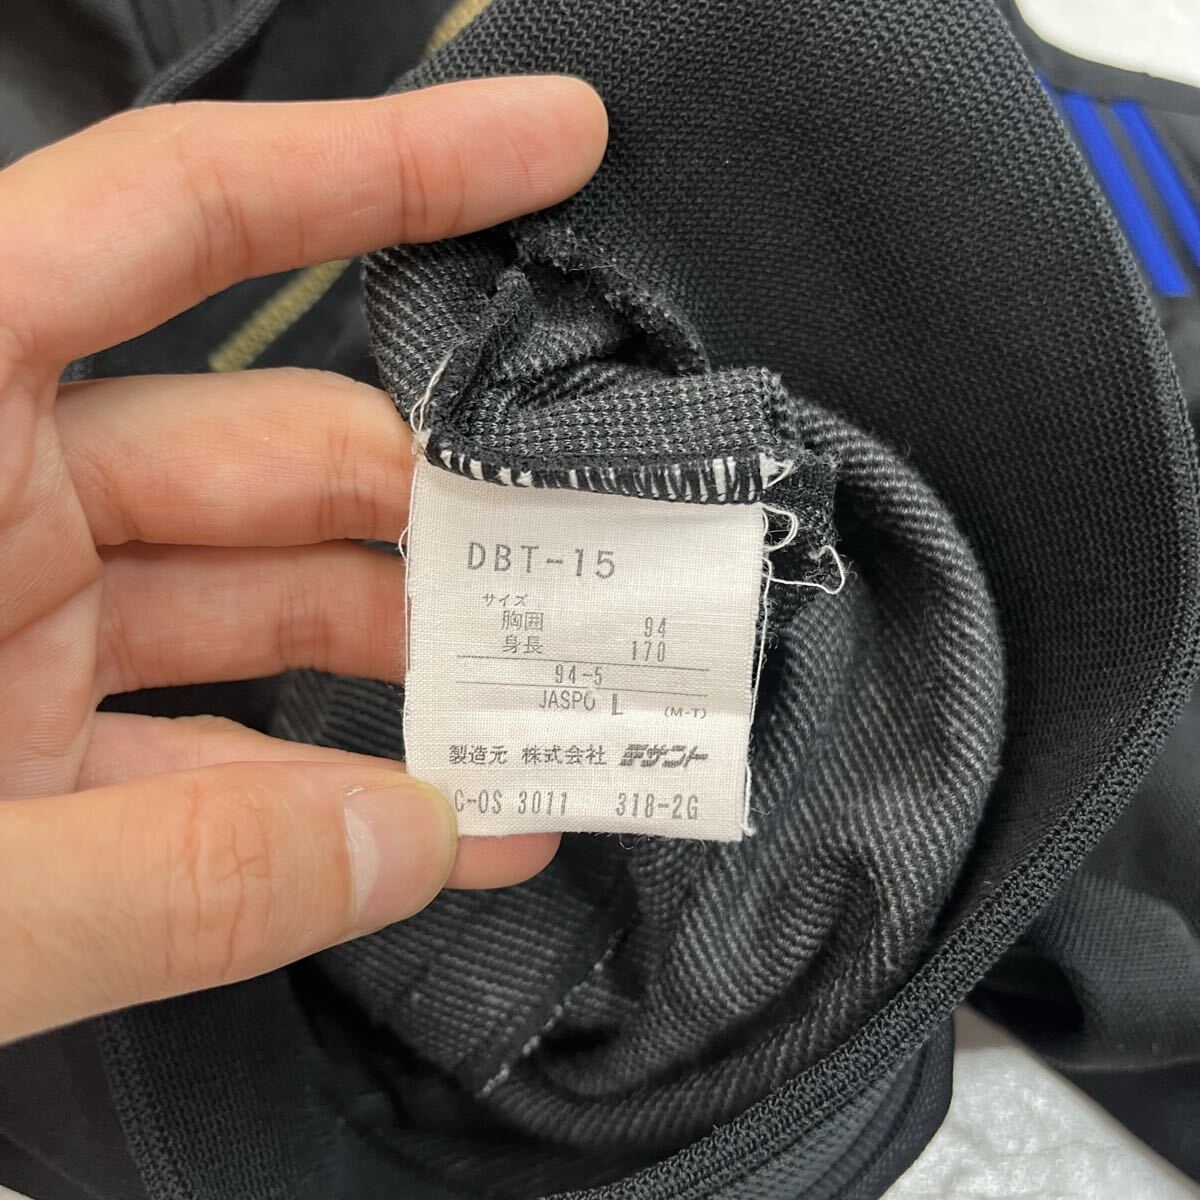 DBT-15
サイズ
胸囲 94
身長 170
94-5
JASPO L (M-T)
製造元 株式会社 デサント
C-OS 3011 318-2G